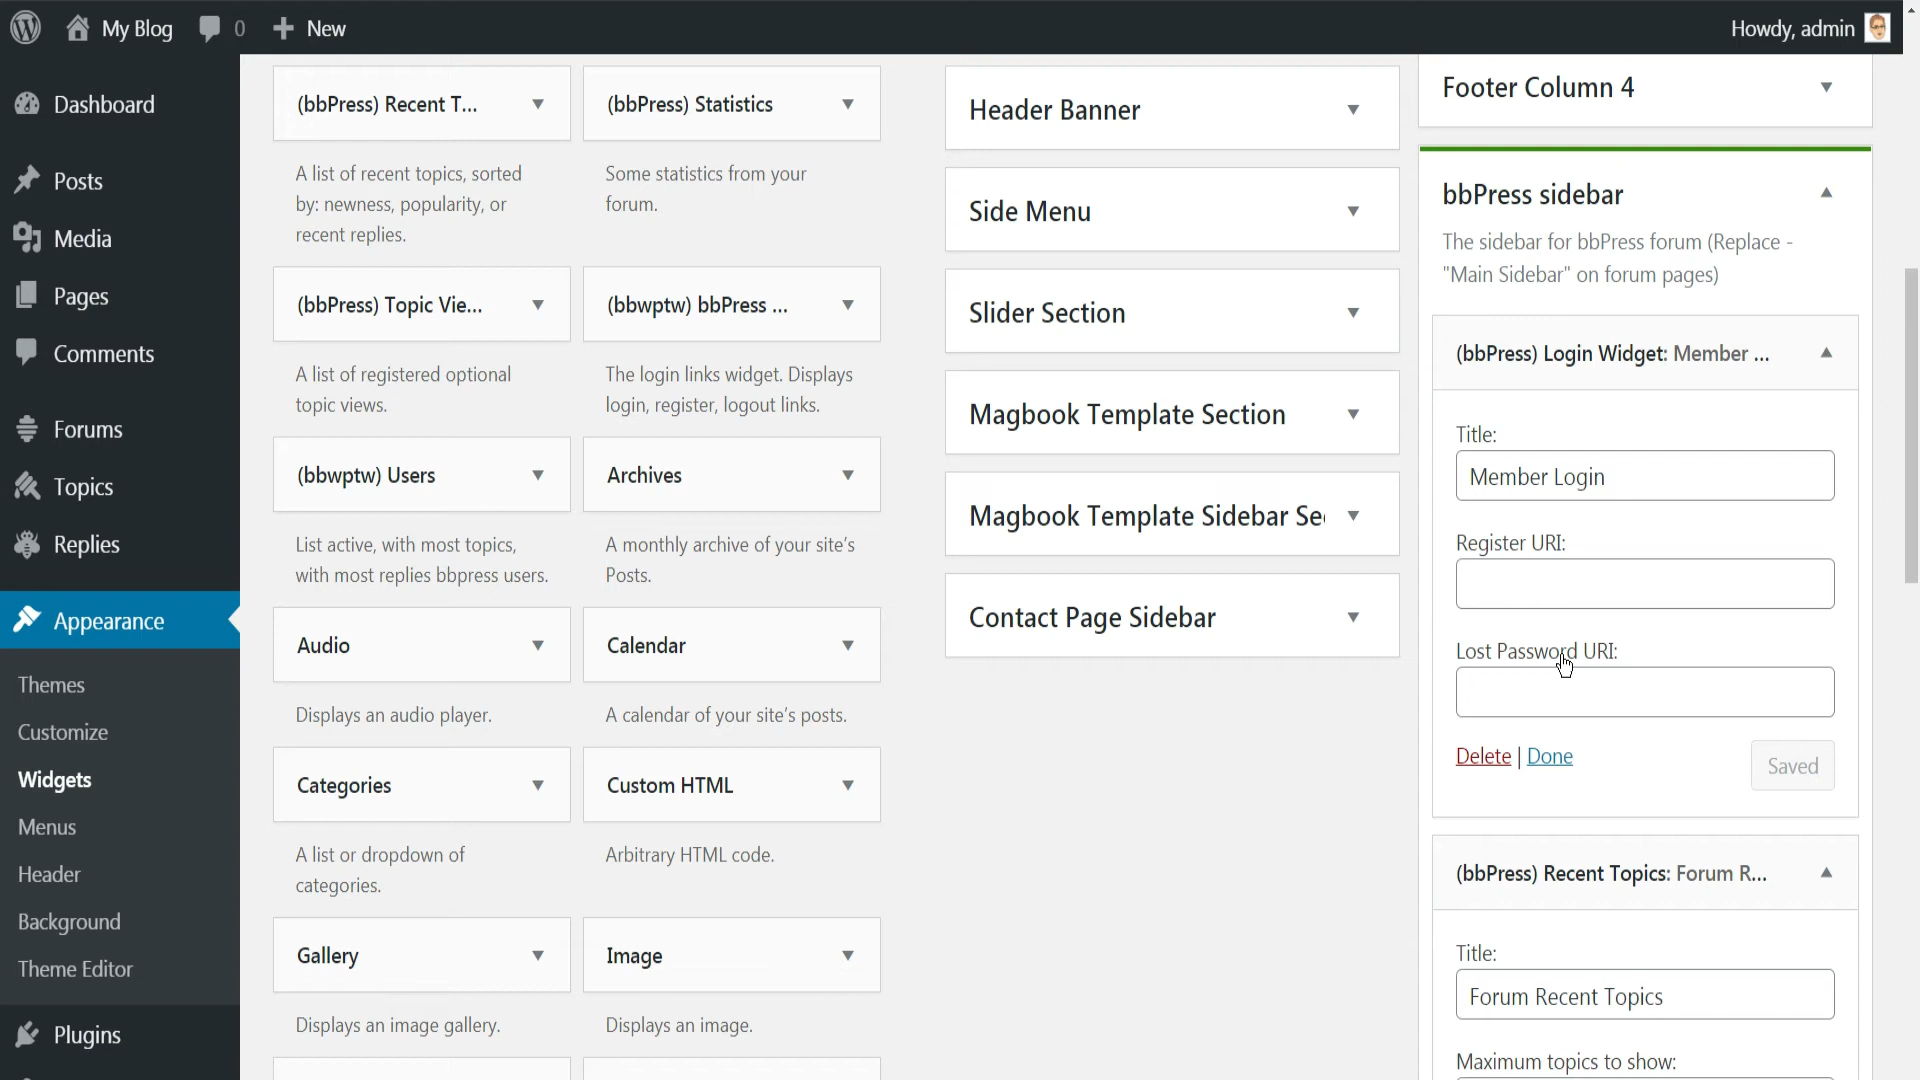 My Blog
0
New
Howdy, admin
Dashboard
Posts
Media
Pages
Comments
Forums
Topics
Replies
Appearance
Themes
Customize
Widgets
Menus
Header
Background
Theme Editor
Plugins
(bbPress) Recent T...
A list of recent topics, sorted
by: newness, popularity, or
recent replies.
(bbPress) Statistics
Some statistics from your
forum.
(bbPress) Topic Vie...
A list of registered optional
topic views.
(bbwptw) bbPress ...
The login links widget. Displays
login, register, logout links.
(bbwptw) Users
List active, with most topics,
with most replies bbpress users.
Archives
A monthly archive of your site's
Posts.
Audio
Displays an audio player.
Calendar
A calendar of your site's posts.
Categories
A list or dropdown of
categories.
Custom HTML
Arbitrary HTML code.
Gallery
Displays an image gallery.
Image
Displays an image.
Header Banner
Side Menu
Slider Section
Magbook Template Section
Magbook Template Sidebar Se
Contact Page Sidebar
Footer Column 4
bbPress sidebar
The sidebar for bbPress forum (Replace -
"Main Sidebar" on forum pages)
(bbPress) Login Widget: Member ...
Title:
Member Login
Register URI:
Lost Password URI:
Delete | Done
Saved
(bbPress) Recent Topics: Forum R...
Title:
Forum Recent Topics
Maximum topics to show: